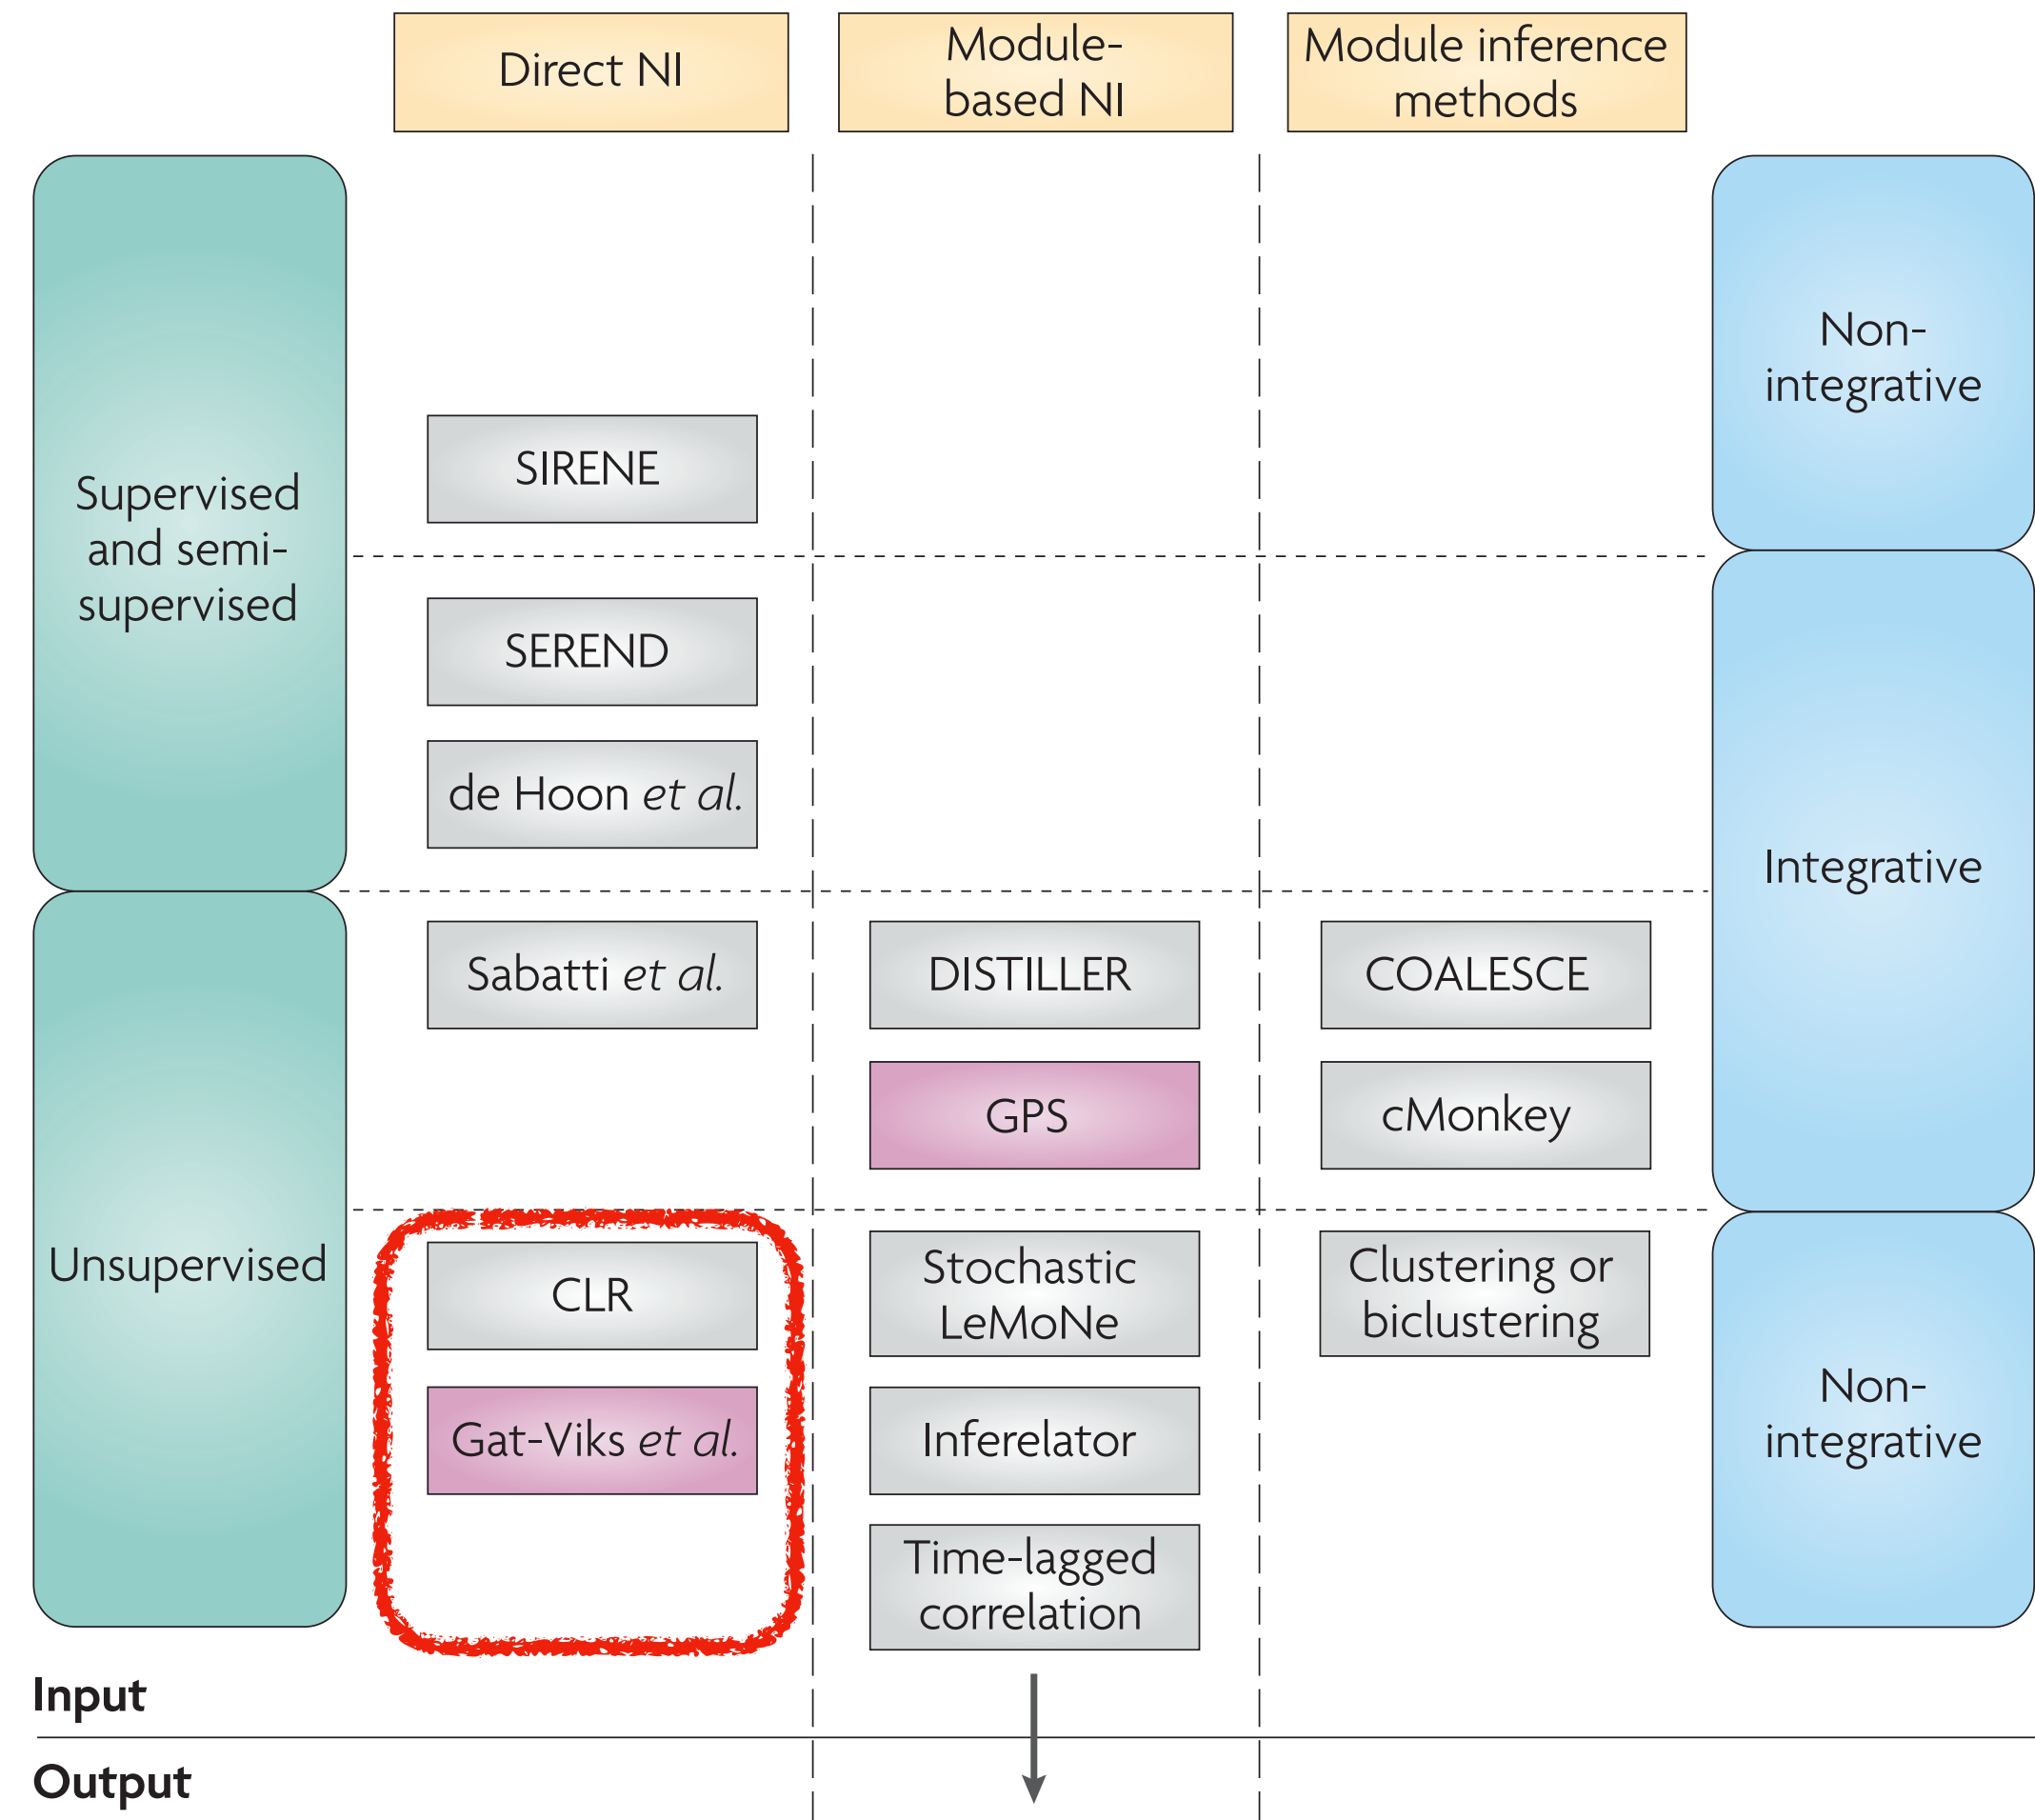 Direct NI
Module-
based NI
Module inference
methods
Supervised
and semi-
supervised
Non-
integrative
SIRENE
SEREND
de Hoon et al.
Integrative
Sabatti et al.
DISTILLER
COALESCE
GPS
cMonkey
Unsupervised
CLR
Stochastic
LeMoNe
Clustering or
biclustering
Gat-Viks et al.
Inferelator
Non-
integrative
Time-lagged
correlation
Input
Output